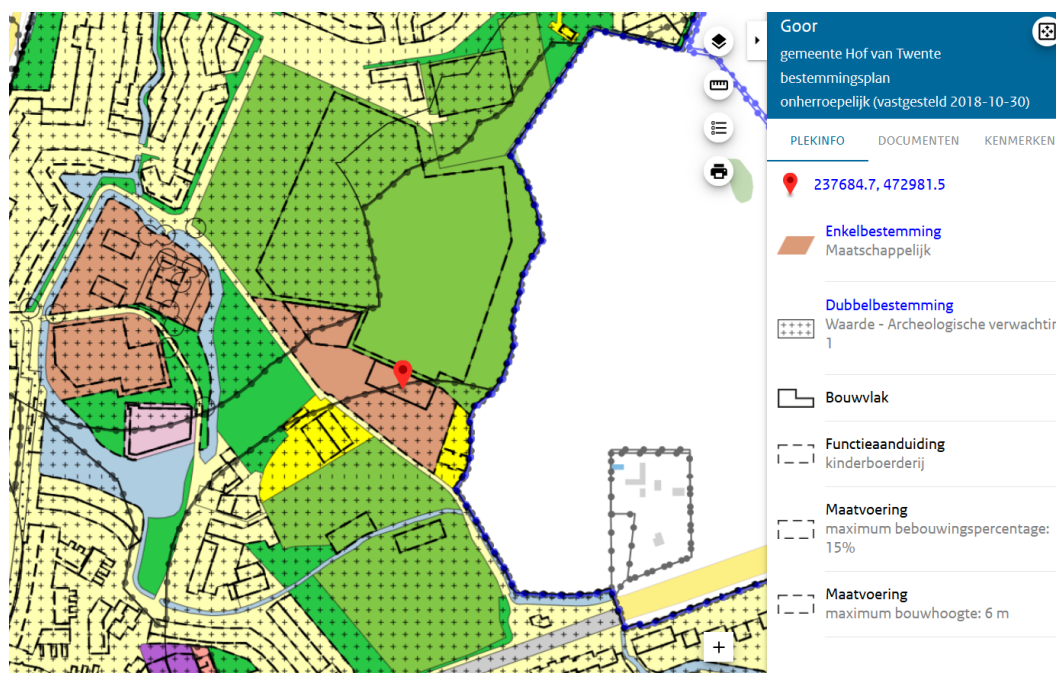 Goor
gemeente Hof van Twente
bestemmingsplan
onherroepelijk (vastgesteld 2018-10-30)
PLEKINFO DOCUMENTEN KENMERKEN
237684.7, 472981.5
Enkelbestemming
Maatschappelijk
Dubbelbestemming
Waarde - Archeologische verwachtin
1
Bouwvlak
Functieaanduiding
kinderboerderij
Maatvoering
maximum bebouwingspercentage:
15%
Maatvoering
maximum bouwhoogte: 6 m